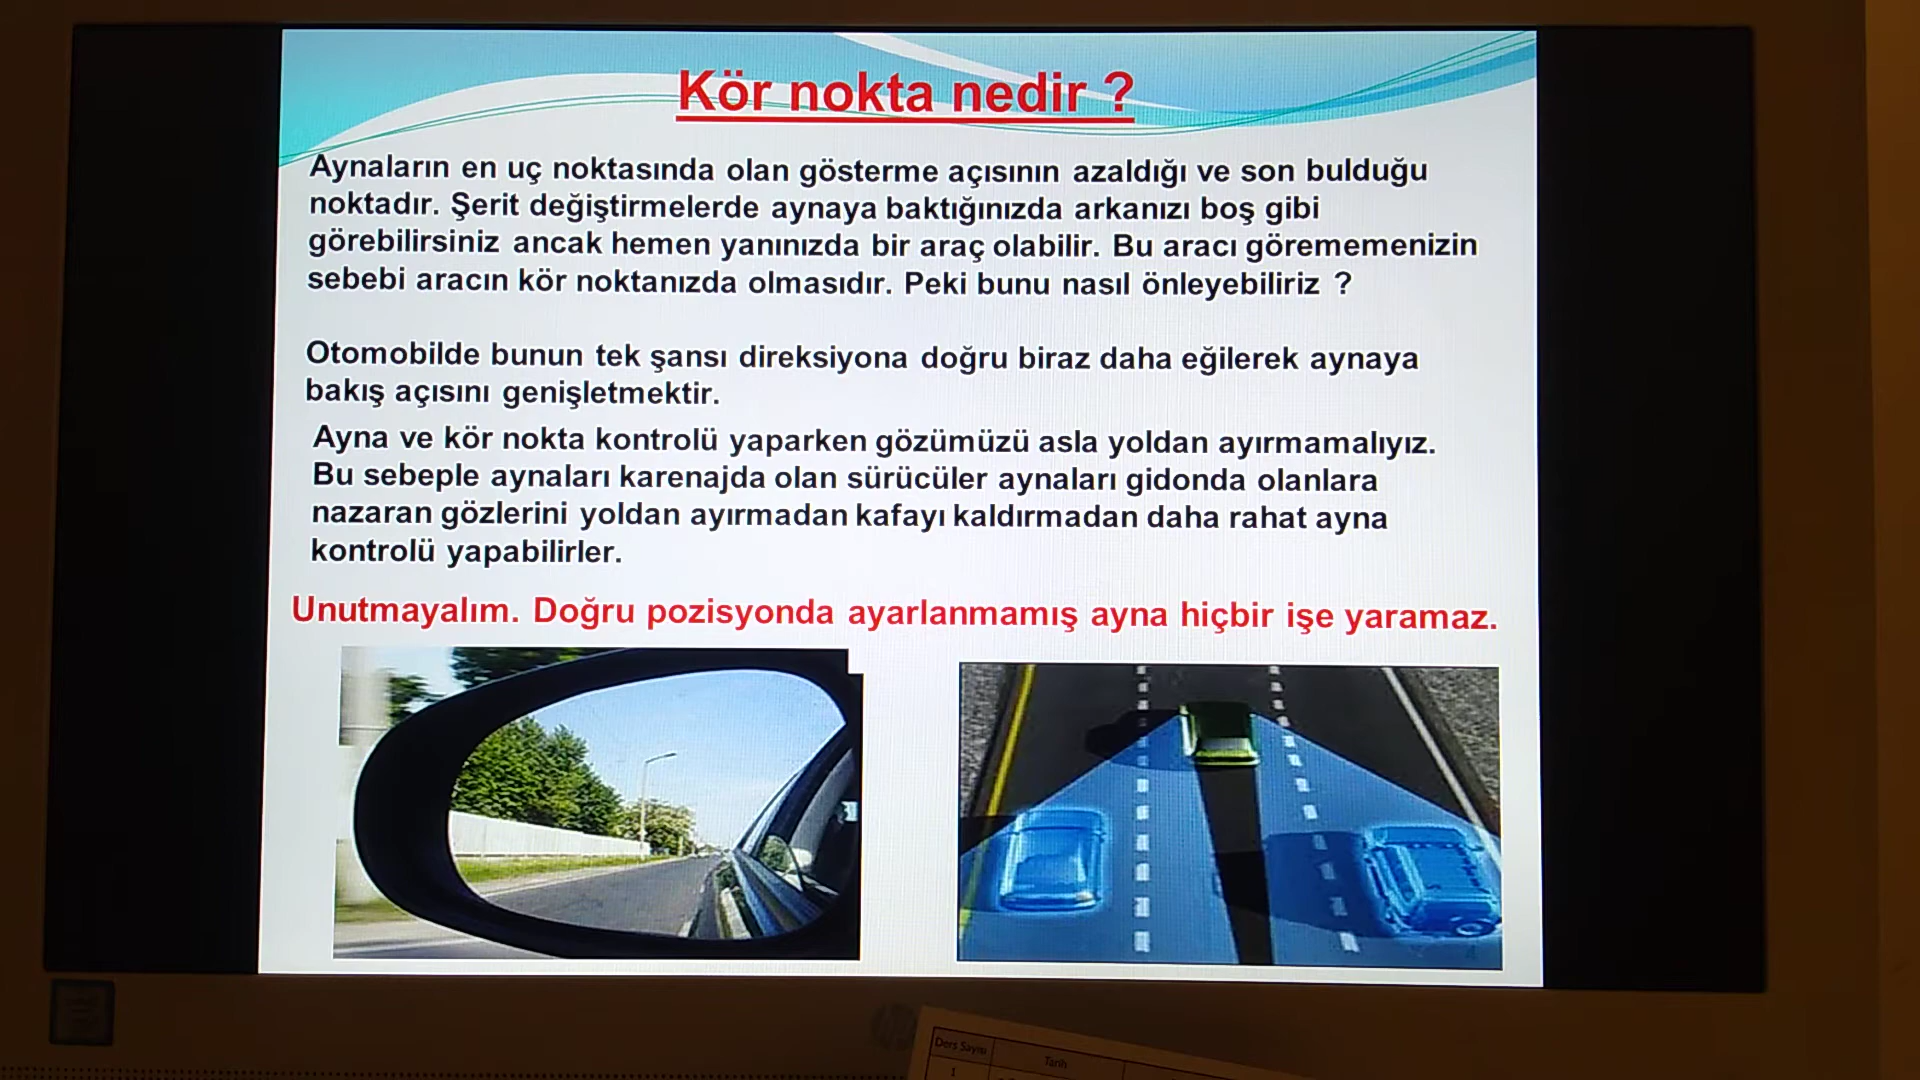 Kör nokta nedir ?
Aynaların en uç noktasında olan gösterme açısının azaldığı ve son bulduğu
noktadır. Şerit değiştirmelerde aynaya baktığınızda arkanızı boş gibi
görebilirsiniz ancak hemen yanınızda bir araç olabilir. Bu aracı görememenizin
sebebi aracın kör noktanızda olmasıdır. Peki bunu nasıl önleyebiliriz ?
Otomobilde bunun tek şansı direksiyona doğru biraz daha eğilerek aynaya
bakış açısını genişletmektir.
Ayna ve kör nokta kontrolü yaparken gözümüzü asla yoldan ayırmamalıyız.
Bu sebeple aynaları karenajda olan sürücüler aynaları gidonda olanlara
nazaran gözlerini yoldan ayırmadan kafayı kaldırmadan daha rahat ayna
kontrolü yapabilirler.
Unutmayalım. Doğru pozisyonda ayarlanmamış ayna hiçbir işe yaramaz.
Ders Sayısı Tarih
1